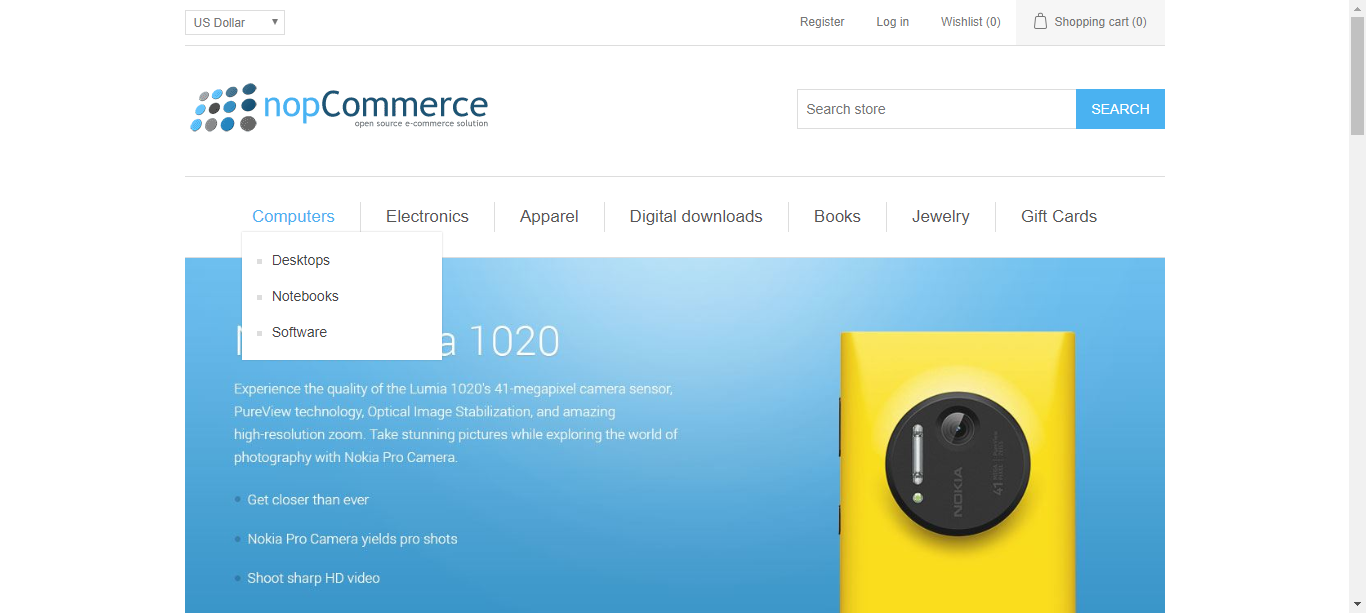 US Dollar
Register Log in Wishlist (0) Shopping cart (0)
nopCommerce
open source e-commerce solution
Search store SEARCH
Computers Electronics Apparel Digital downloads Books Jewelry Gift Cards
Desktops
Notebooks
Software
1020
Experience the quality of the Lumia 1020's 41-megapixel camera sensor,
PureView technology, Optical Image Stabilization, and amazing
high-resolution zoom. Take stunning pictures while exploring the world of
photography with Nokia Pro Camera.
Get closer than ever
Nokia Pro Camera yields pro shots
Shoot sharp HD video
NOKIA
41